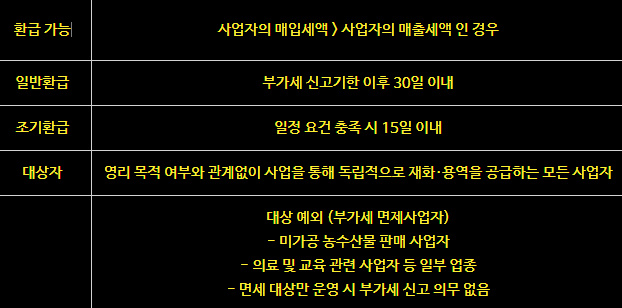 환급 가능 사업자의 매입세액 > 사업자의 매출세액 인 경우
일반환급 부가세 신고기한 이후 30일 이내
조기환급 일정 요건 충족 시 15일 이내
대상자 영리 목적 여부와 관계없이 사업을 통해 독립적으로 재화·용역을 공급하는 모든 사업자
대상 예외 (부가세 면제사업자)
- 미가공 농수산물 판매 사업자
- 의료 및 교육 관련 사업자 등 일부 업종
- 면세 대상만 운영 시 부가세 신고 의무 없음